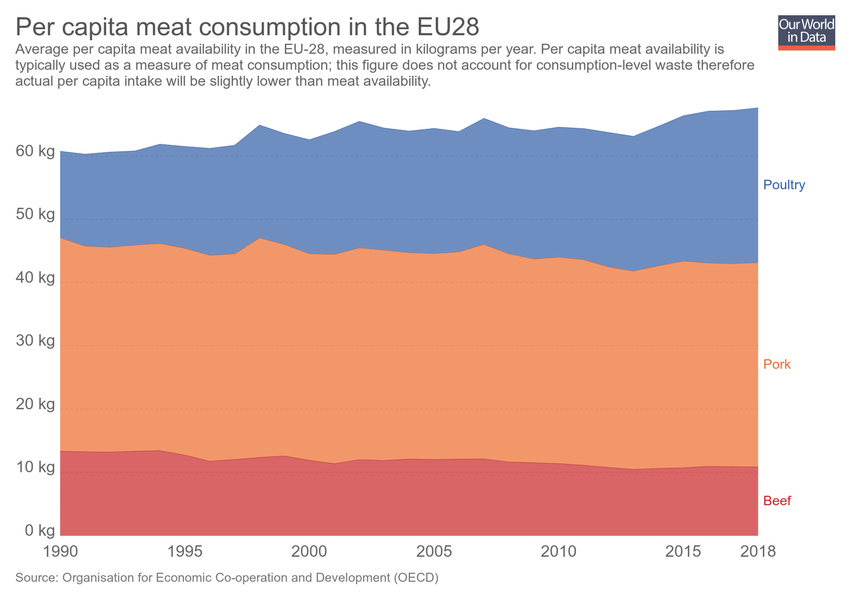 Per capita meat consumption in the EU28
Our World
in Data
Average per capita meat availability in the EU-28, measured in kilograms per year. Per capita meat availability is
typically used as a measure of meat consumption; this figure does not account for consumption-level waste therefore
actual per capita intake will be slightly lower than meat availability.
60 kg
50 kg
40 kg
30 kg
20 kg
10 kg
0 kg
Poultry
Pork
Beef
1990 1995 2000 2005 2010 2015 2018
Source: Organisation for Economic Co-operation and Development (OECD)